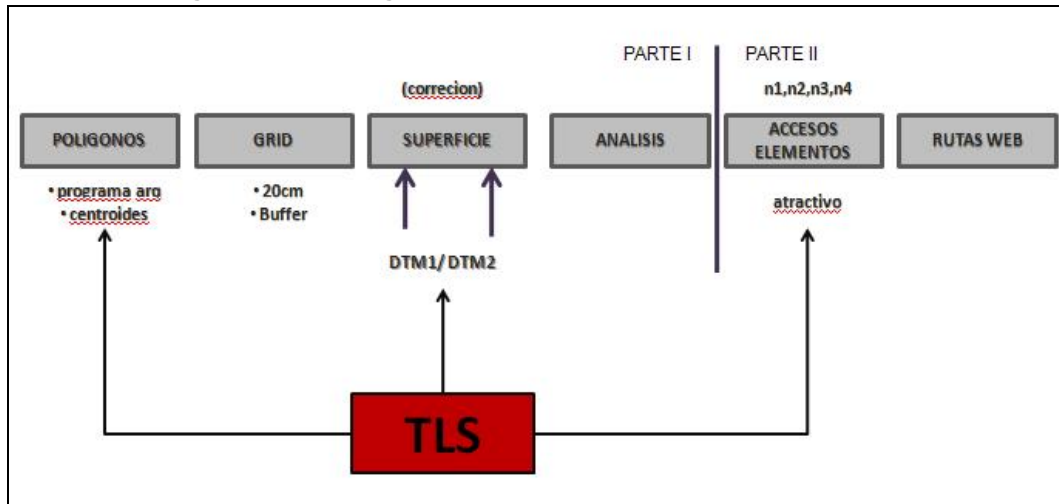 PARTE I
PARTE II
(correcion)
n1,n2,n3,n4
POLIGONOS
GRID
SUPERFICIE
ANALISIS
ACCESOS
ELEMENTOS
RUTAS WEB
• programa arq
• centroides
• 20cm
• Buffer
atractivo
DTM1/ DTM2
TLS